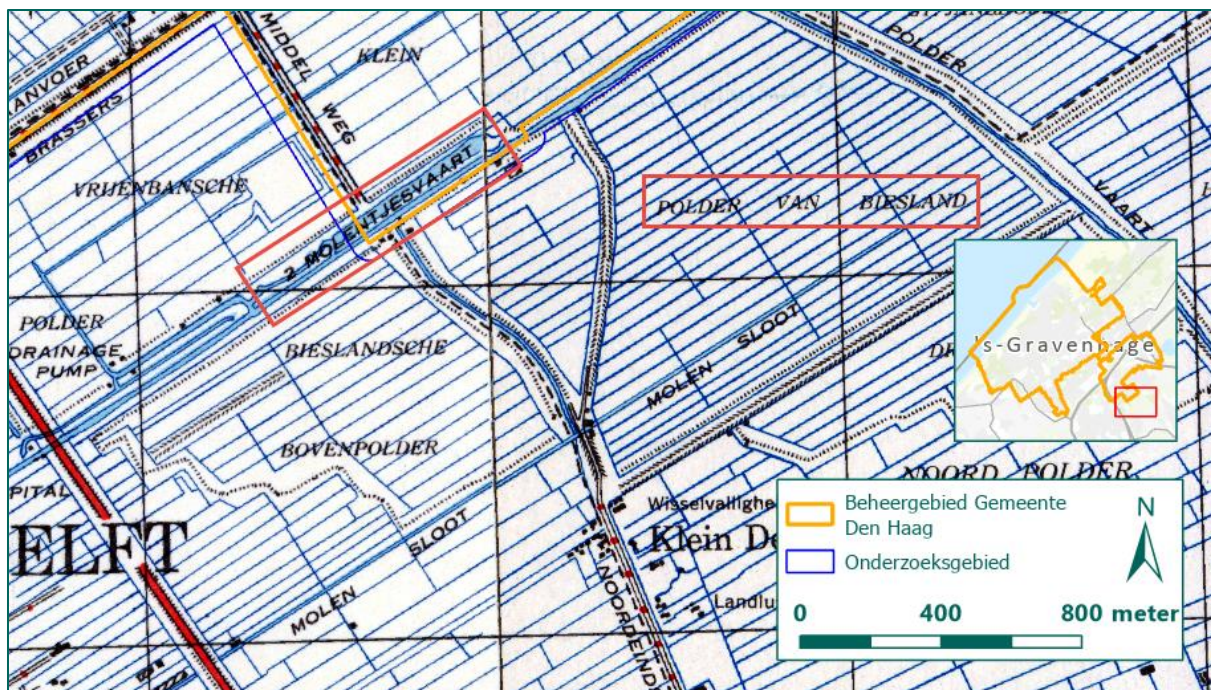 MIDDEL WEG
KLEIN
POLDER
ANVOER
BRASSERS
VRIJENBANSCHE
2 MOLENTJESVAART
POLDER VAN BIESLAND
VAART
's-Gravenhage
POLDER
DRAINAGE
PUMP
BIESLANDSCHE
MOLEN SLOOT
BOVENPOLDER
NOORD POLDER
PITAL
ELFT
MOLEN SLOOT
Wisselvallighe
Klein De
Landlu
NOORDEIND
Beheergebied Gemeente
Den Haag
Onderzoeksgebied
N
0 400 800 meter